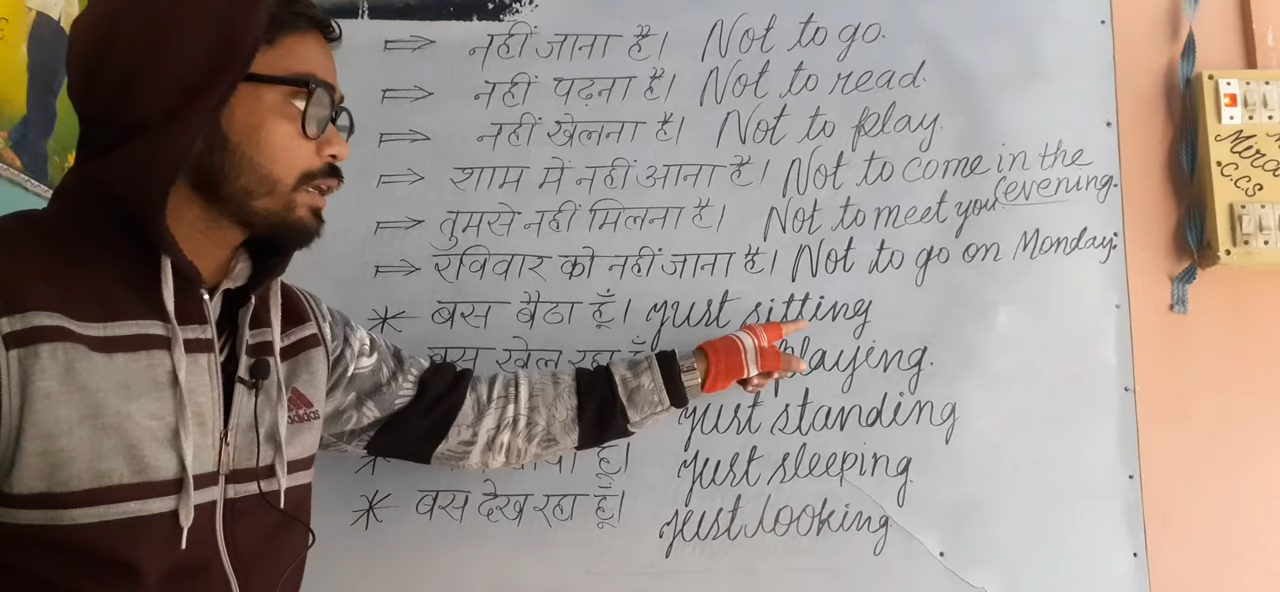 ⇒ नहीं जाना है। Not to go.
⇒ नहीं पढ़ना है। Not to read.
⇒ नहीं खेलना है। Not to play.
⇒ शाम में नहीं आना है। Not to come in the evening.
⇒ तुमसे नहीं मिलना है। Not to meet you
⇒ रविवार को नहीं जाना है। Not to go on Monday.
* बस बैठा हूँ। Just sitting
बस खेल रहा हूँ playing.
Just standing
* हूँ। Just sleeping.
* बस देख रहा हूँ। Just looking
adidas
C.C.S